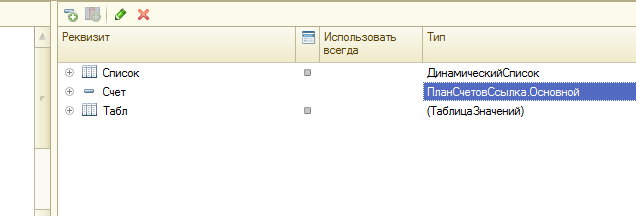 Реквизит Использовать всегда Тип
Список ДинамическийСписок
Счет ПланСчетовСсылка.Основной
Табл (ТаблицаЗначений)